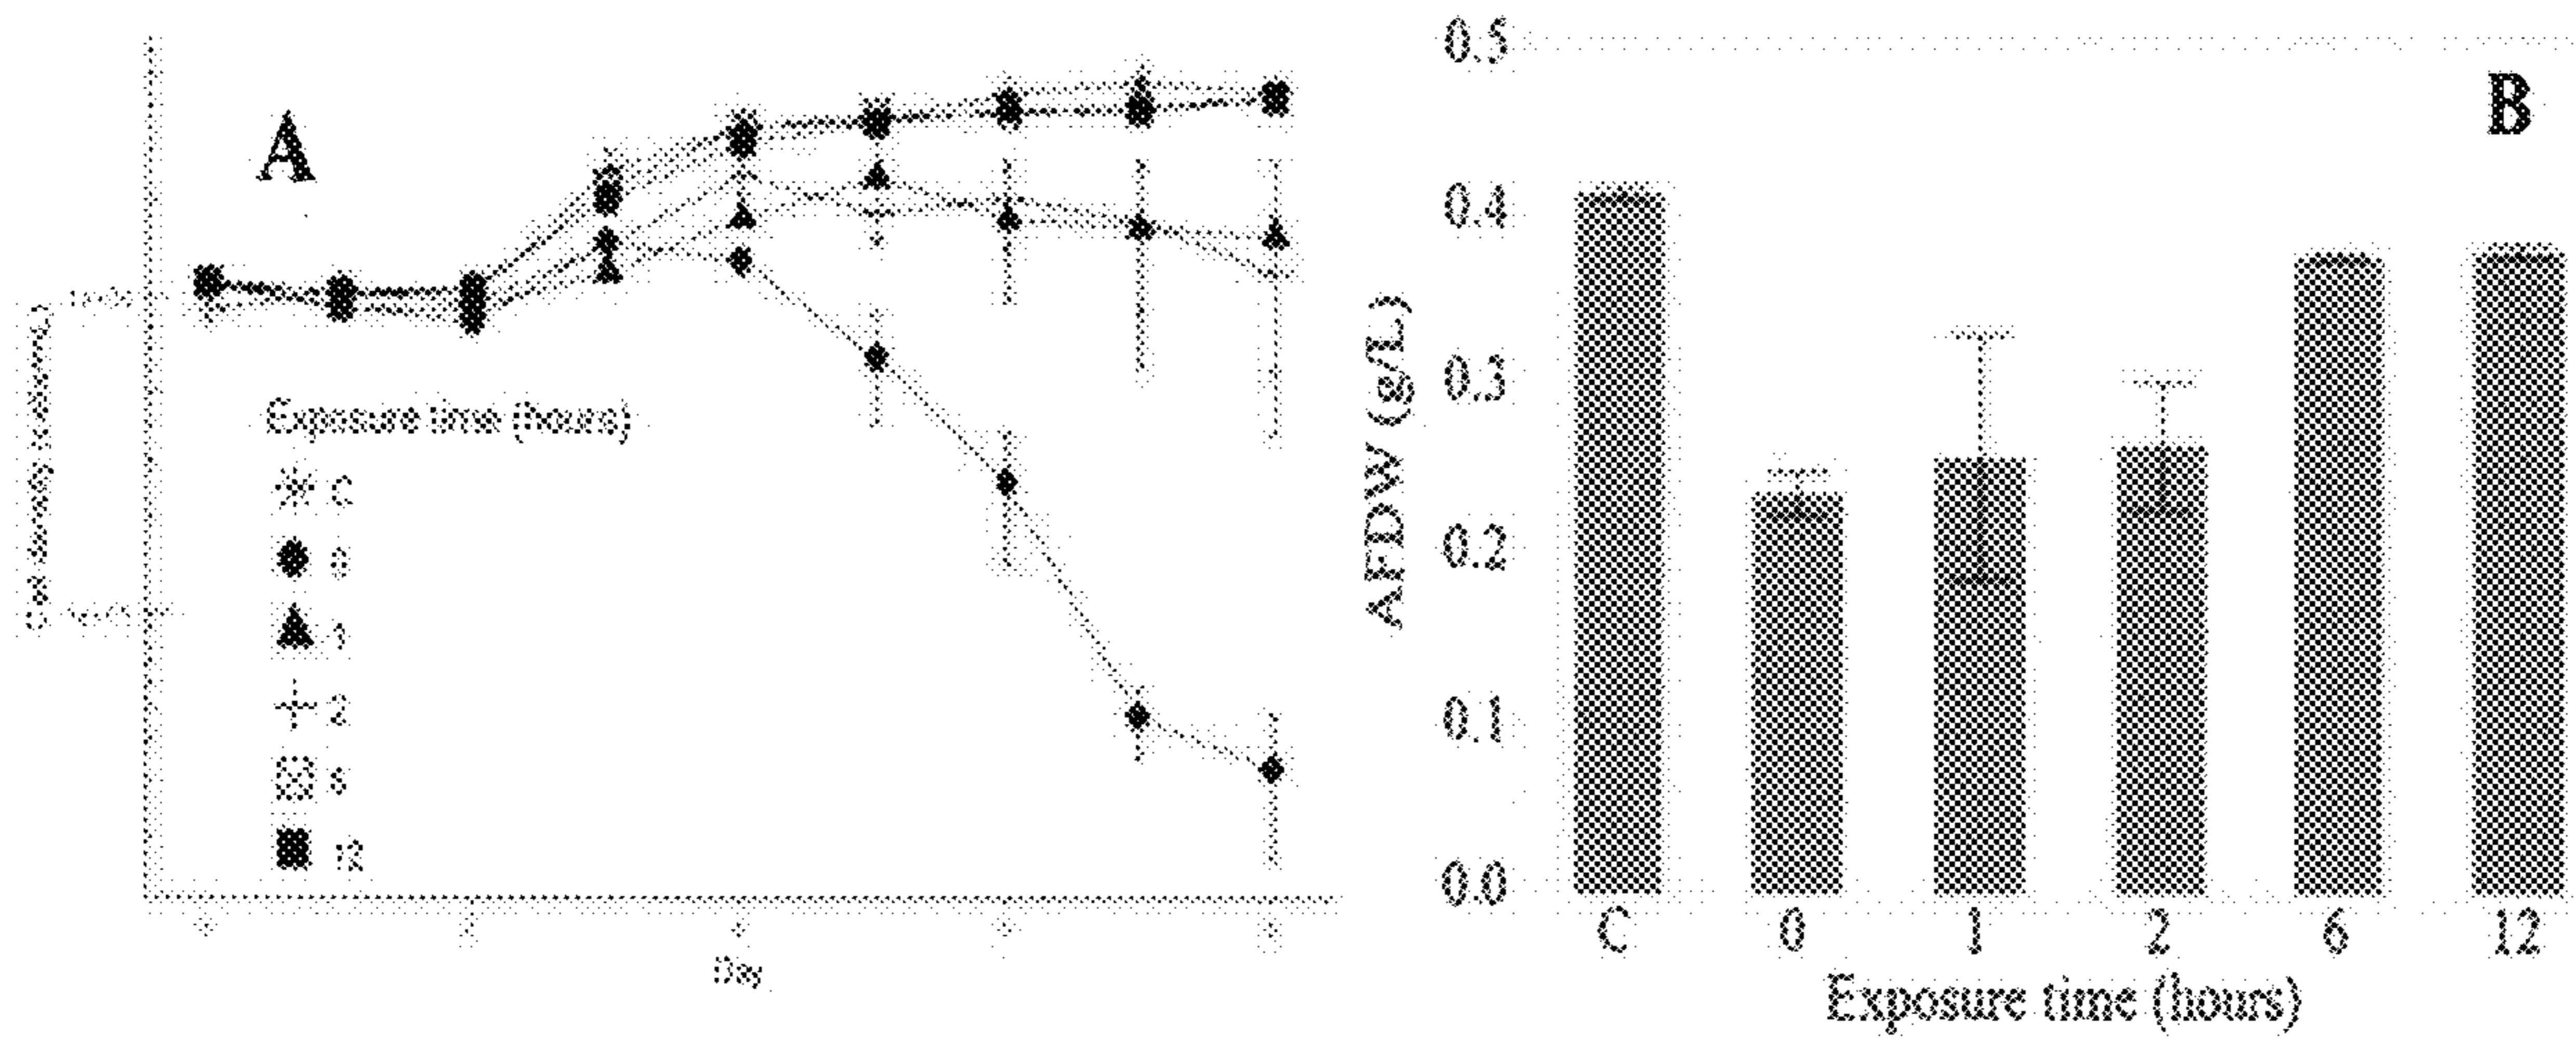 A
Exposure time (hours)
C
0
1
2
6
12
Day
B
AFDW (g/L)
0.5
0.4
0.3
0.2
0.1
0.0
C 0 1 2 6 12
Exposure time (hours)